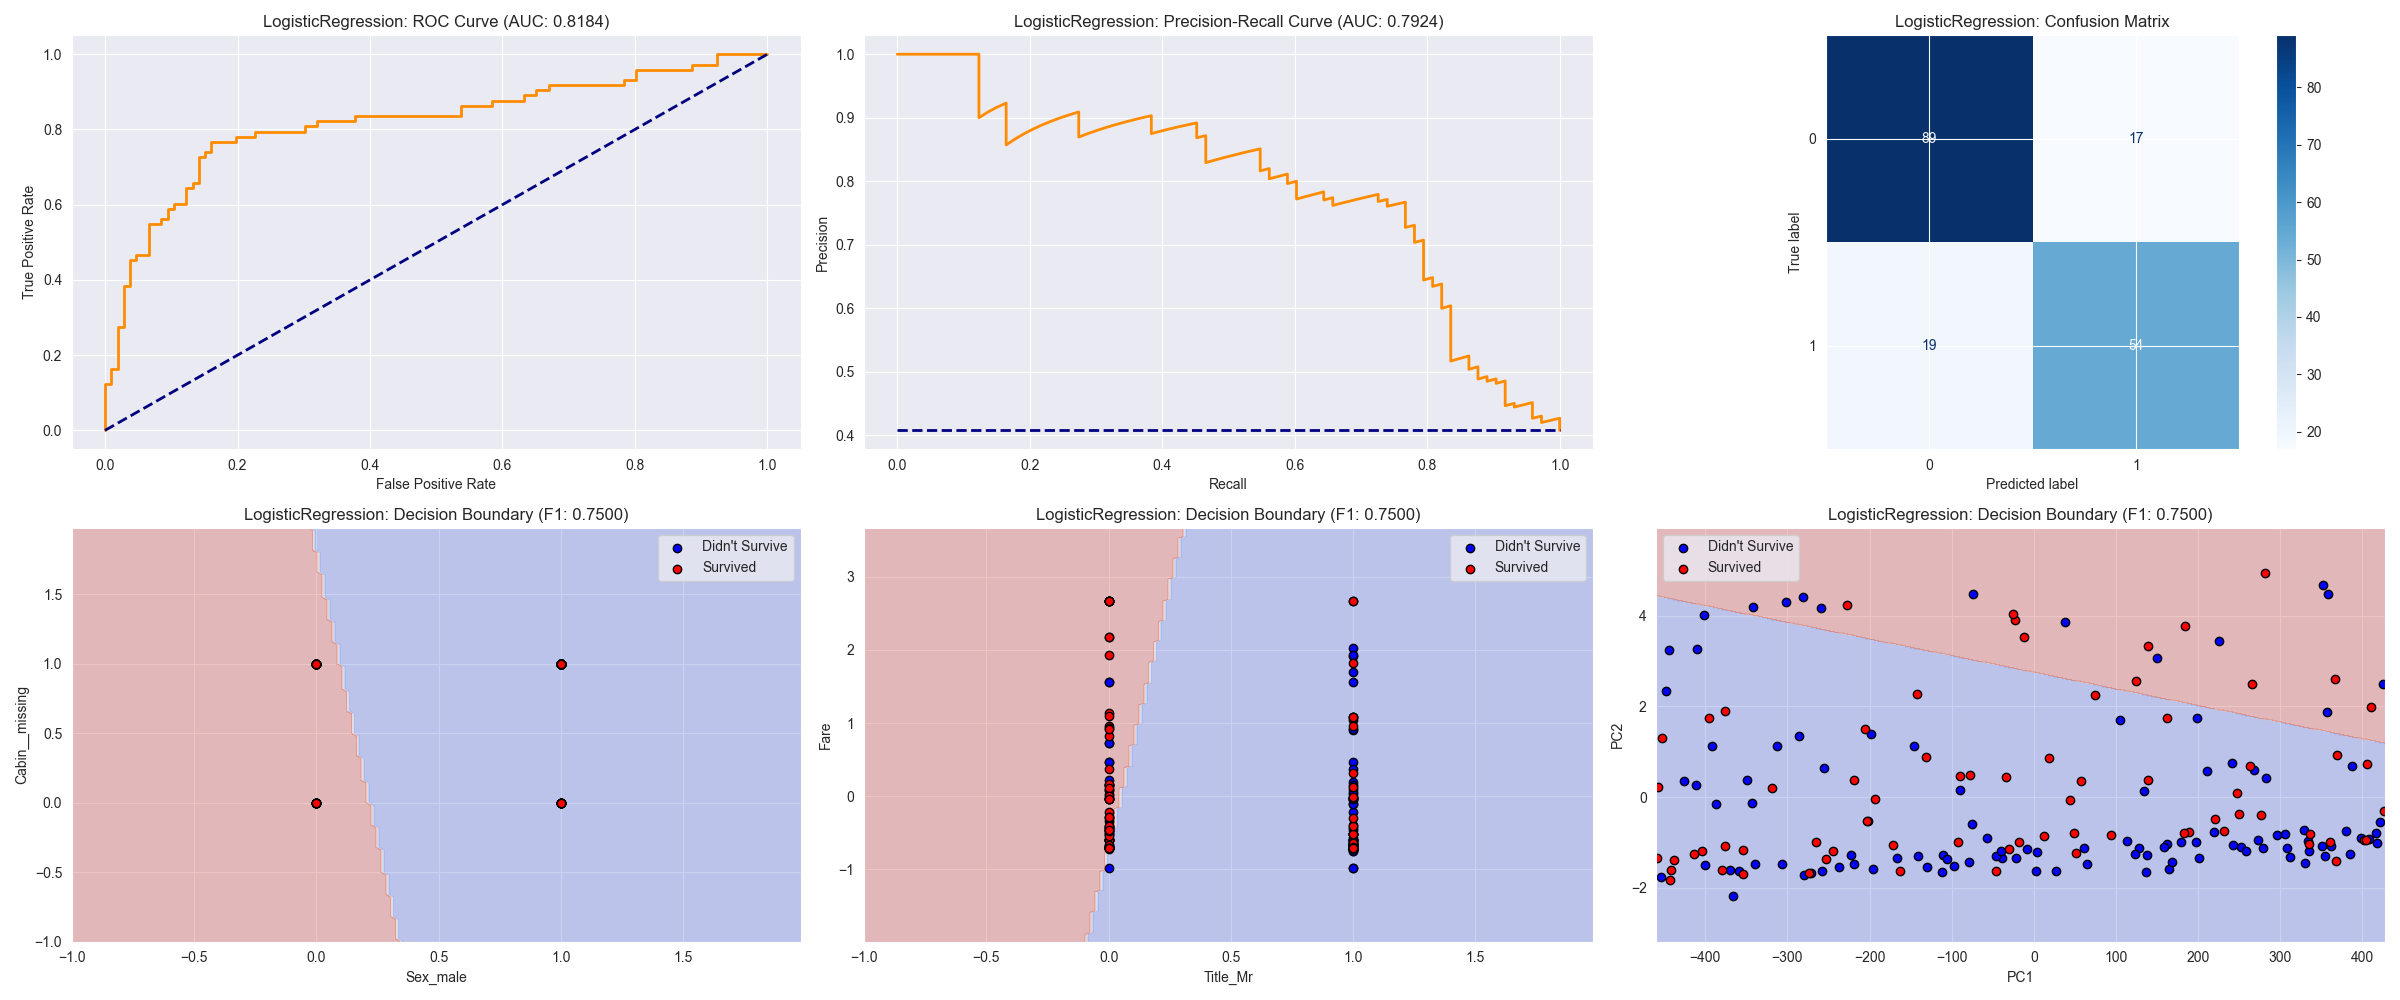 LogisticRegression: ROC Curve (AUC: 0.8184)
1.0
0.8
0.6
0.4
0.2
0.0
True Positive Rate
0.0 0.2 0.4 0.6 0.8 1.0
False Positive Rate
LogisticRegression: Precision-Recall Curve (AUC: 0.7924)
1.0
0.9
0.8
0.7
0.6
0.5
0.4
Precision
0.0 0.2 0.4 0.6 0.8 1.0
Recall
LogisticRegression: Confusion Matrix
True label
0 89 17
1 19 54
0 1
Predicted label
80
70
60
50
40
30
20
LogisticRegression: Decision Boundary (F1: 0.7500)
Didn't Survive
Survived
1.5
1.0
0.5
0.0
−0.5
−1.0
Cabin__missing
−1.0 −0.5 0.0 0.5 1.0 1.5
Sex_male
LogisticRegression: Decision Boundary (F1: 0.7500)
Didn't Survive
Survived
3
2
1
0
−1
Fare
−1.0 −0.5 0.0 0.5 1.0 1.5
Title_Mr
LogisticRegression: Decision Boundary (F1: 0.7500)
Didn't Survive
Survived
4
2
0
−2
PC2
−400 −300 −200 −100 0 100 200 300 400
PC1